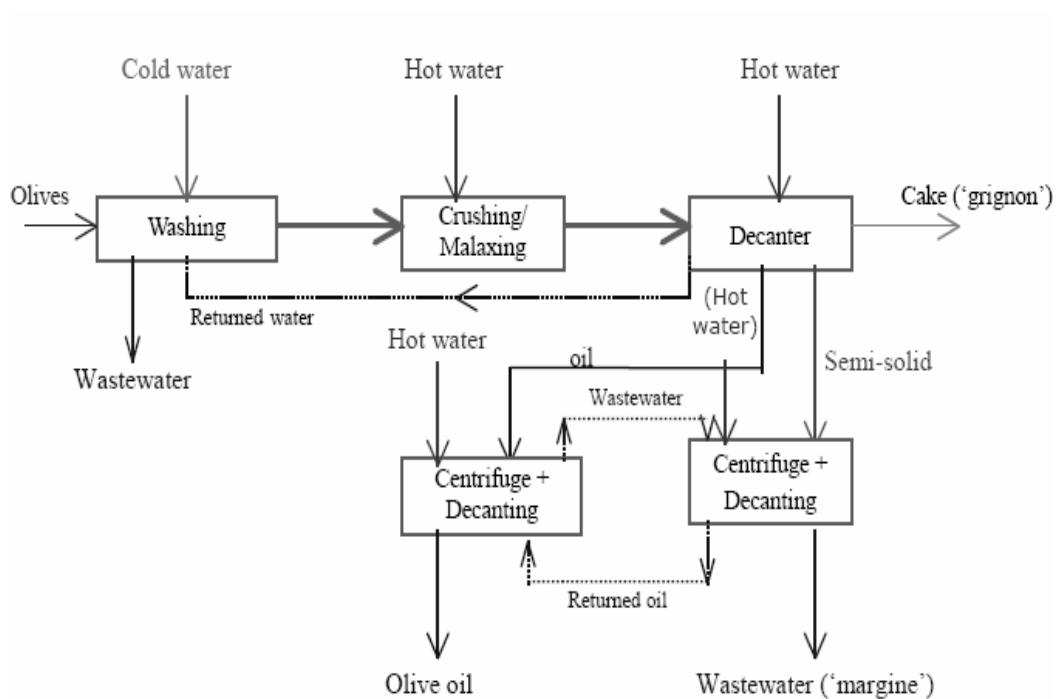 Cold water
Hot water
Hot water
Olives
Washing
Crushing/
Malaxing
Decanter
Cake (‘grignon’)
Returned water
(Hot
water)
Hot water
Wastewater
oil
Semi-solid
Wastewater
Centrifuge +
Decanting
Centrifuge +
Decanting
Returned oil
Olive oil
Wastewater (‘margine’)